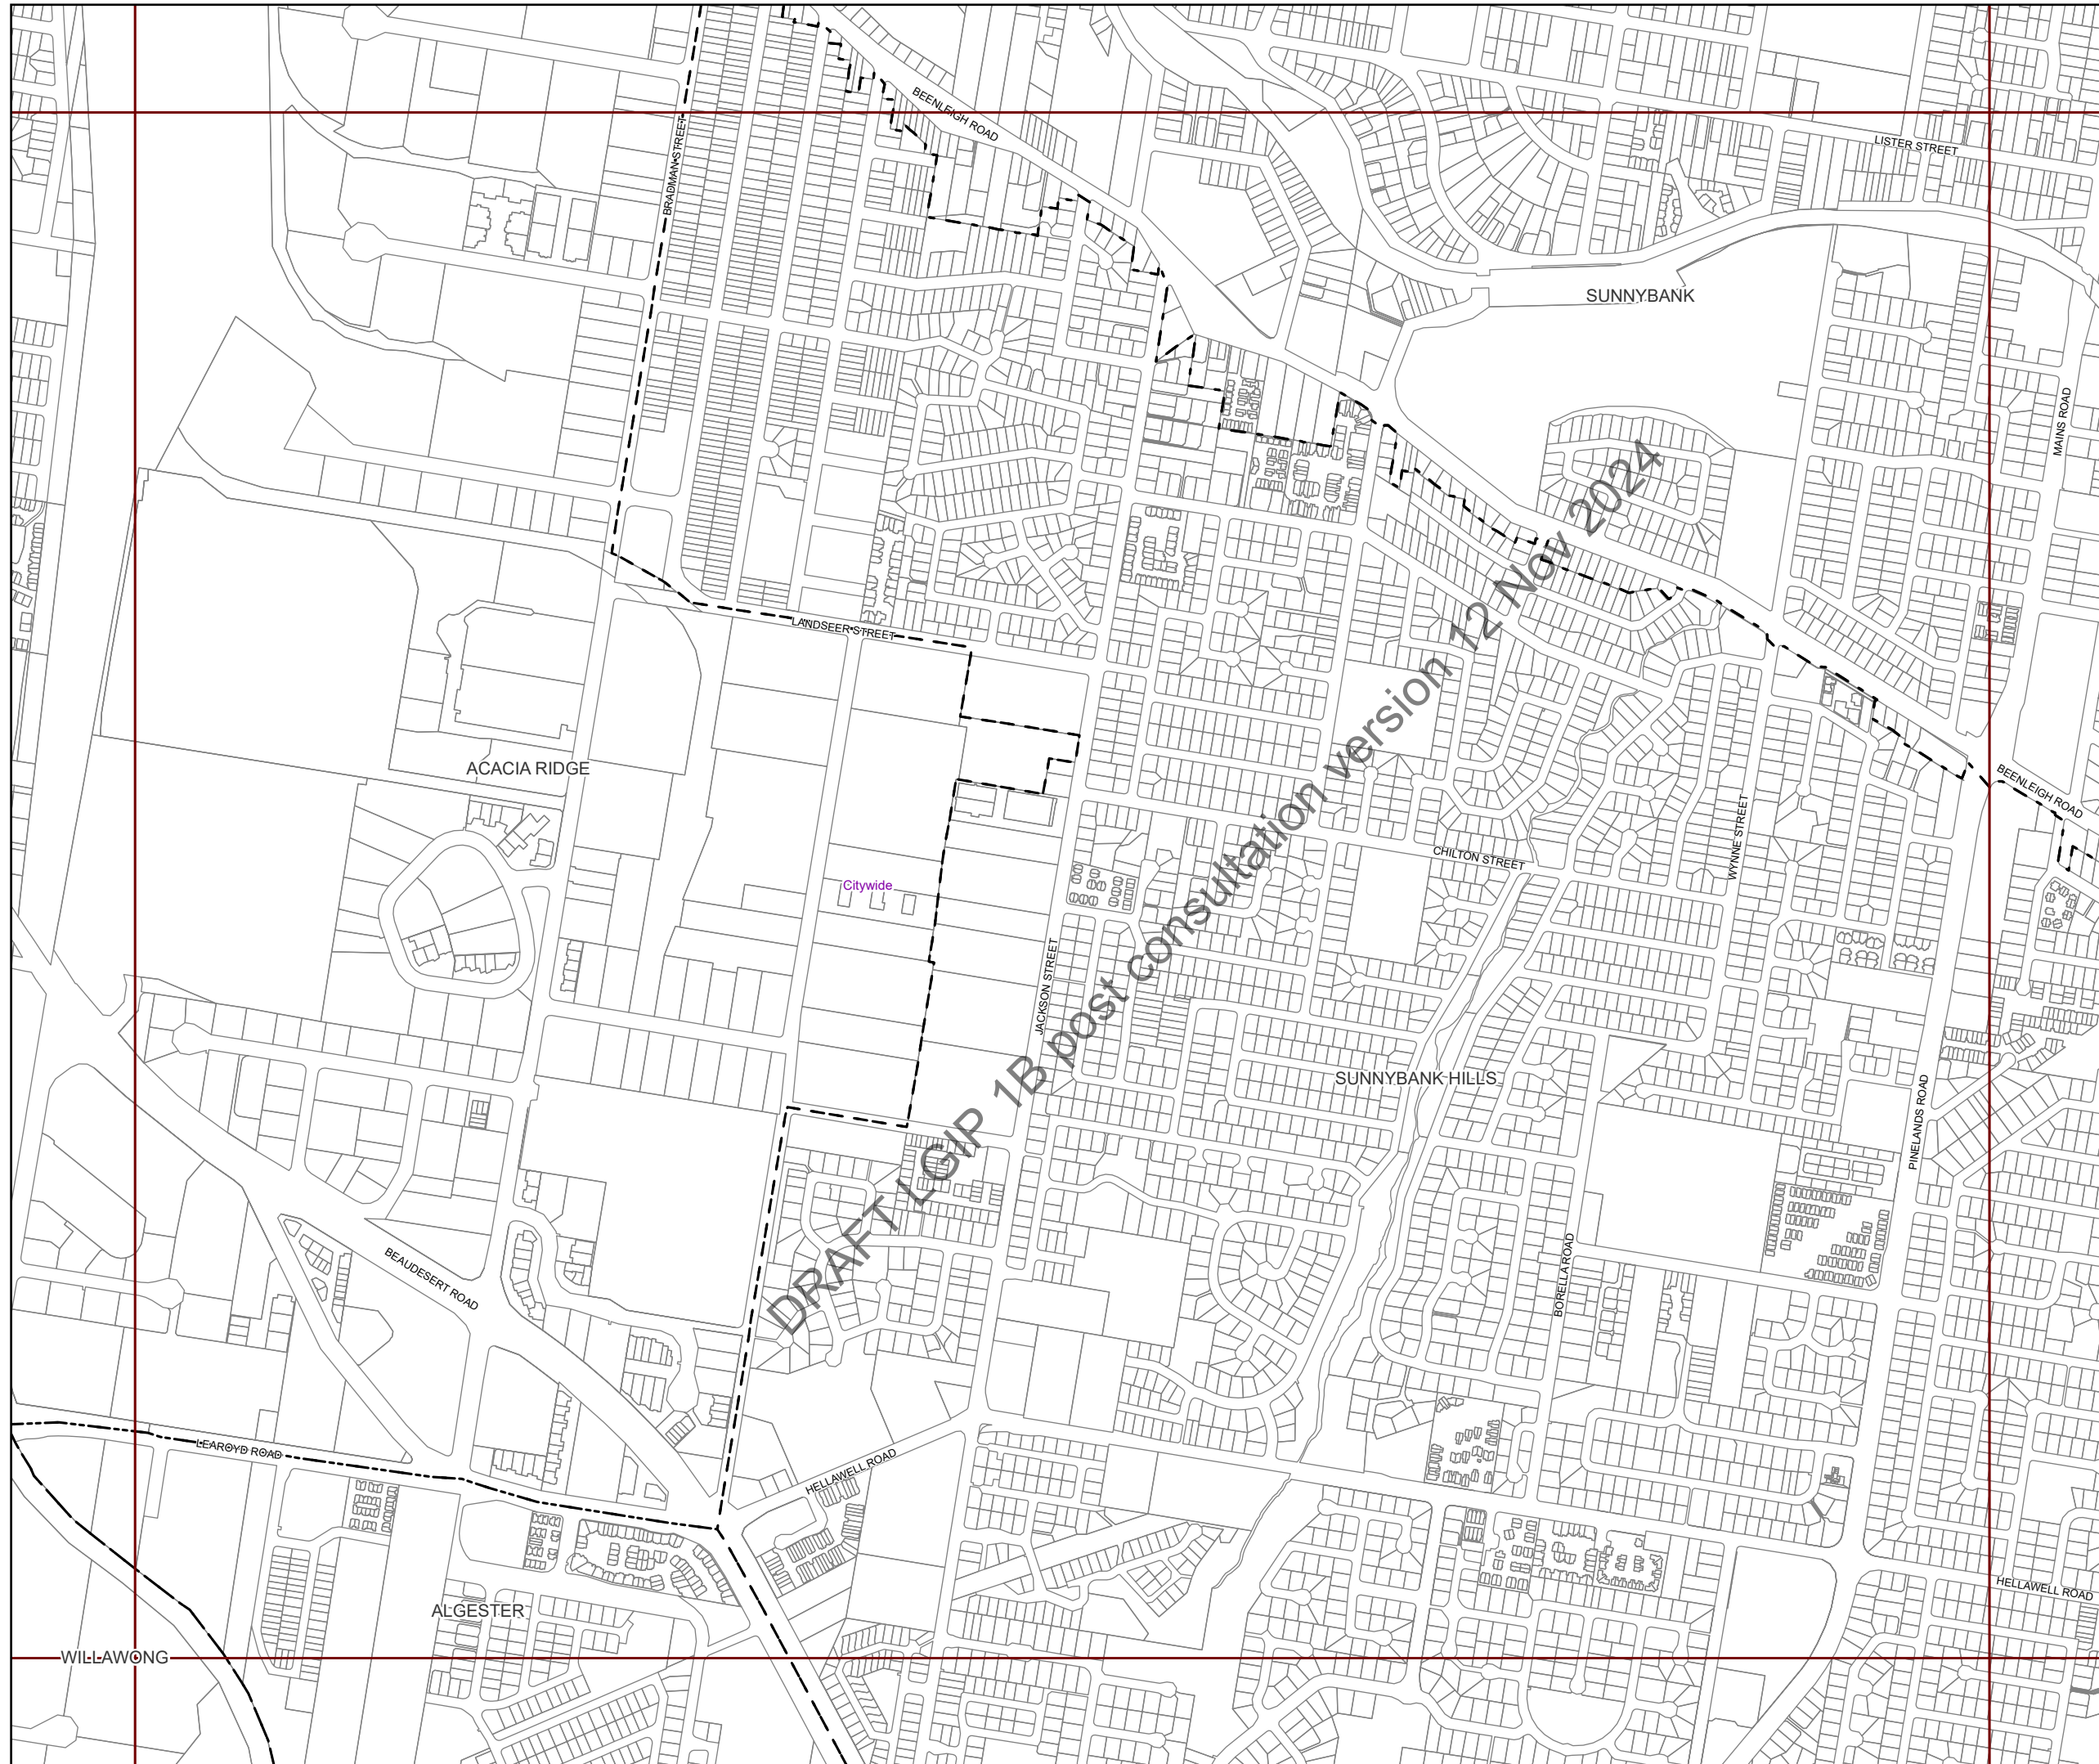 BEENLEIGH ROAD
LISTER STREET
BRADMAN STREET
SUNNYBANK
MAINS ROAD
LANDSEER STREET
ACACIA RIDGE
BEENLEIGH ROAD
WYNNE STREET
CHILTON STREET
Citywide
JACKSON STREET
DRAFT LGIP 1B post consultation version 12 Nov 2024
SUNNYBANK HILLS
PINELANDS ROAD
BORELLA ROAD
BEAUDESERT ROAD
LEAROYD ROAD
HELLAWELL ROAD
HELLAWELL ROAD
ALGESTER
WILLAWONG